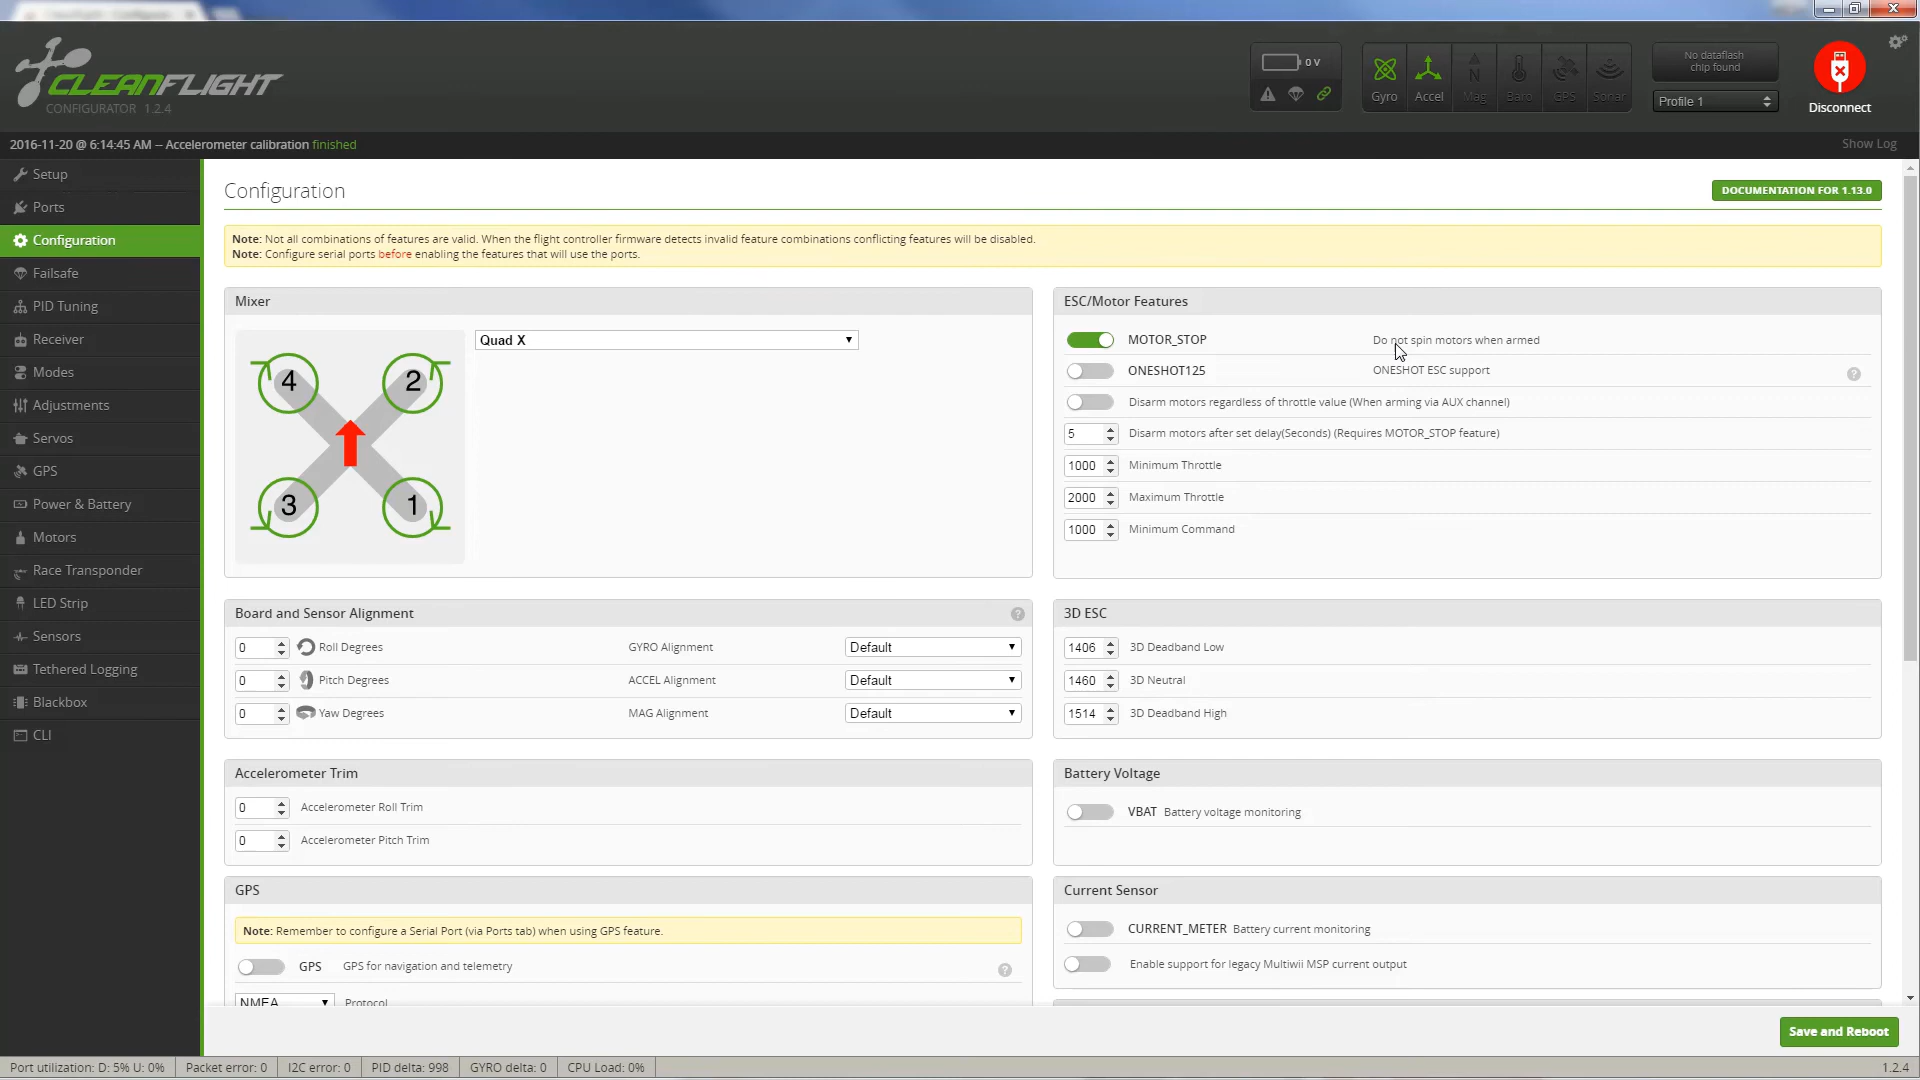 CLEANFLIGHT
CONFIGURATOR 1.2.4
0 V
Gyro
Accel
N
Mag
Baro
GPS
Sonar
No dataflash
chip found
Profile 1
Disconnect
2016-11-20 @ 6:14:45 AM -- Accelerometer calibration finished
Show Log
Setup
Ports
Configuration
Failsafe
PID Tuning
Receiver
Modes
Adjustments
Servos
GPS
Power & Battery
Motors
Race Transponder
LED Strip
Sensors
Tethered Logging
Blackbox
CLI
Configuration
DOCUMENTATION FOR 1.13.0
Note: Not all combinations of features are valid. When the flight controller firmware detects invalid feature combinations conflicting features will be disabled.
Note: Configure serial ports before enabling the features that will use the ports.
Mixer
Quad X
4
2
3
1
ESC/Motor Features
MOTOR_STOP Do not spin motors when armed
ONESHOT125 ONESHOT ESC support ?
Disarm motors regardless of throttle value (When arming via AUX channel)
5 Disarm motors after set delay(Seconds) (Requires MOTOR_STOP feature)
1000 Minimum Throttle
2000 Maximum Throttle
1000 Minimum Command
Board and Sensor Alignment ?
0 Roll Degrees GYRO Alignment Default
0 Pitch Degrees ACCEL Alignment Default
0 Yaw Degrees MAG Alignment Default
3D ESC
1406 3D Deadband Low
1460 3D Neutral
1514 3D Deadband High
Accelerometer Trim
0 Accelerometer Roll Trim
0 Accelerometer Pitch Trim
Battery Voltage
VBAT Battery voltage monitoring
GPS
Note: Remember to configure a Serial Port (via Ports tab) when using GPS feature.
GPS GPS for navigation and telemetry ?
NMEA Protocol
Current Sensor
CURRENT_METER Battery current monitoring
Enable support for legacy Multiwii MSP current output
Save and Reboot
Port utilization: D: 5% U: 0% Packet error: 0 I2C error: 0 PID delta: 998 GYRO delta: 0 CPU Load: 0% 1.2.4